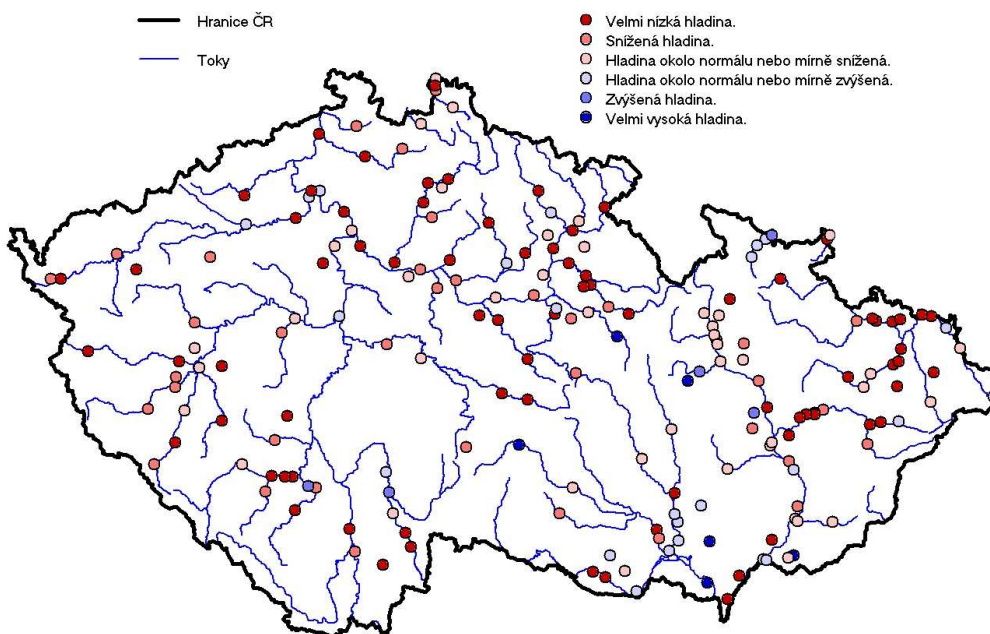 Hranice ČR
Toky
Velmi nízká hladina.
Snížená hladina.
Hladina okolo normálu nebo mírně snížená.
Hladina okolo normálu nebo mírně zvýšená.
Zvýšená hladina.
Velmi vysoká hladina.